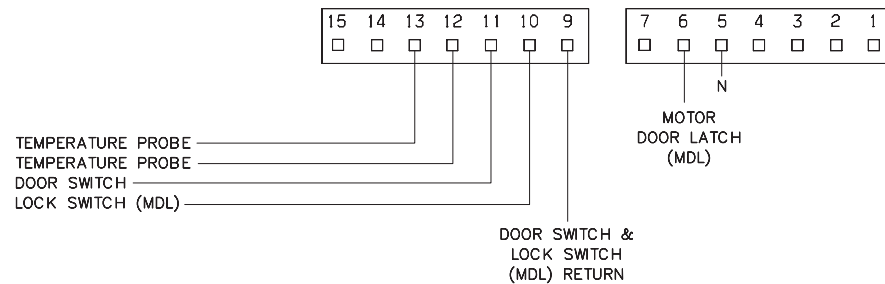 15 14 13 12 11 10 9 7 6 5 4 3 2 1
N
MOTOR
DOOR LATCH
(MDL)
TEMPERATURE PROBE
TEMPERATURE PROBE
DOOR SWITCH
LOCK SWITCH (MDL)
DOOR SWITCH &
LOCK SWITCH
(MDL) RETURN